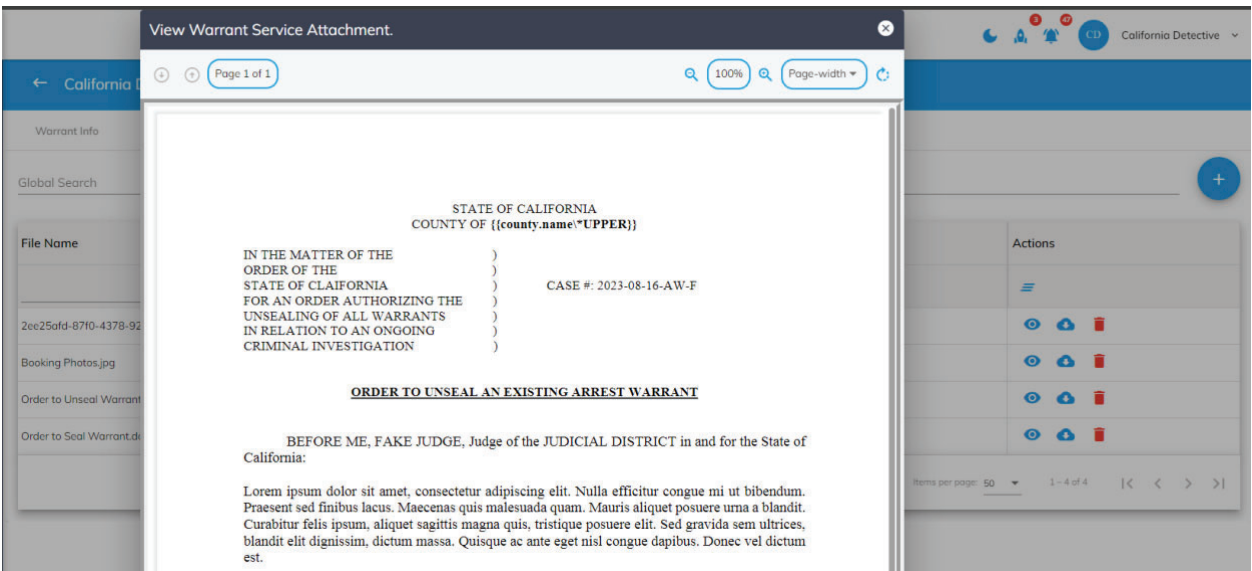 View Warrant Service Attachment.
3
47
CD
California Detective
Page 1 of 1
100%
Page-width
California D
Warrant Info
Global Search
+
STATE OF CALIFORNIA
COUNTY OF {{county.name\*UPPER}}
File Name
Actions
IN THE MATTER OF THE )
ORDER OF THE )
STATE OF CLAIFORNIA ) CASE #: 2023-08-16-AW-F
FOR AN ORDER AUTHORIZING THE )
UNSEALING OF ALL WARRANTS )
IN RELATION TO AN ONGOING )
CRIMINAL INVESTIGATION )
2ee25afd-87f0-4378-92
Booking Photos.jpg
Order to Unseal Warrant
Order to Seal Warrant.do
ORDER TO UNSEAL AN EXISTING ARREST WARRANT
BEFORE ME, FAKE JUDGE, Judge of the JUDICIAL DISTRICT in and for the State of
California:
Items per page: 50
1 – 4 of 4
Lorem ipsum dolor sit amet, consectetur adipiscing elit. Nulla efficitur congue mi ut bibendum.
Praesent sed finibus lacus. Maecenas quis malesuada quam. Mauris aliquet posuere urna a blandit.
Curabitur felis ipsum, aliquet sagittis magna quis, tristique posuere elit. Sed gravida sem ultrices,
blandit elit dignissim, dictum massa. Quisque ac ante eget nisl congue dapibus. Donec vel dictum
est.